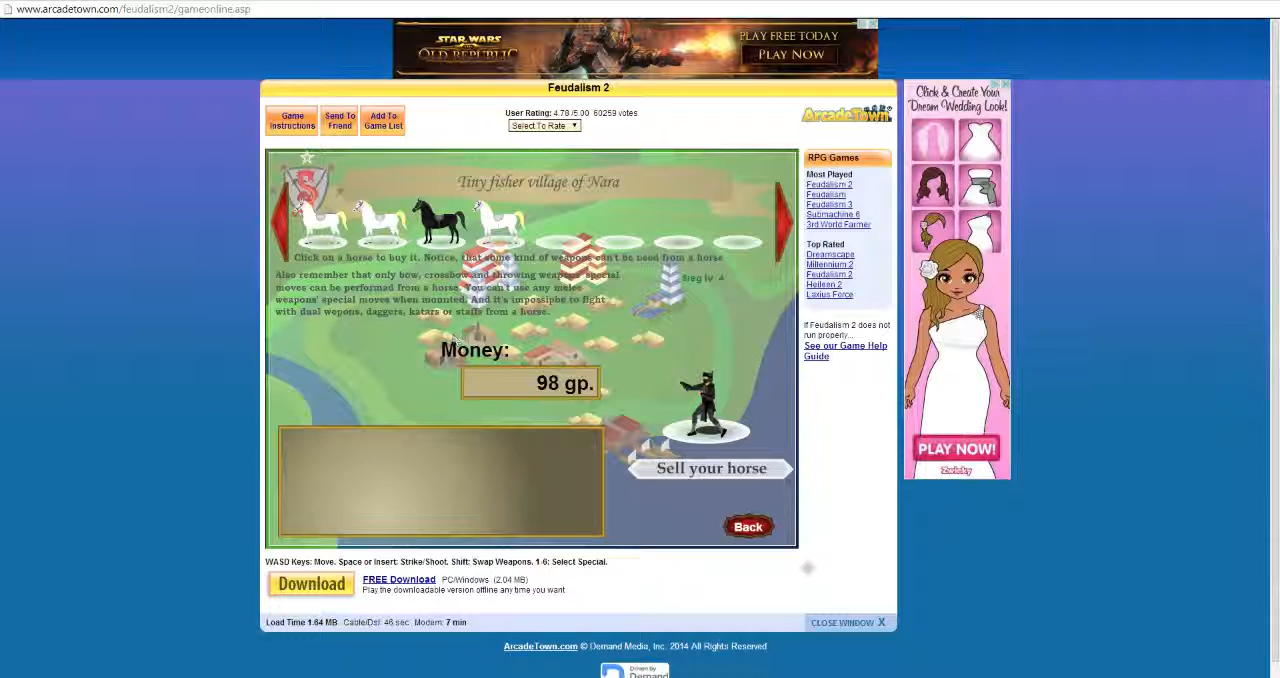 www.arcadetown.com/feudalism2/gameonline.asp
STAR WARS
OLD REPUBLIC
PLAY FREE TODAY
PLAY NOW
Feudalism 2
Game Instructions
Send To Friend
Add To Game List
User Rating: 4.78 /5.00 60259 votes
Select To Rate
ArcadeTown
Tiny fisher village of Nara
S
Click on a horse to buy it. Notice, that some kind of weapons can't be used from a horse
Also remember that only bow, crossbow and throwing weapons' special
moves can be performed from a horse. You can't use any melee
weapons' special moves when mounted. And it's impossipbe to fight
with dual wepons, daggers, katars or staffs from a horse.
Money:
98 gp.
Sell your horse
Back
RPG Games
Most Played
Feudalism 2
Feudalism
Feudalism 3
Submachine 6
3rd World Farmer
Top Rated
Dreamscape
Millennium 2
Feudalism 2
Heileen 2
Laxius Force
If Feudalism 2 does not
run properly...
See our Game Help
Guide
Click & Create Your
Dream Wedding Look!
PLAY NOW!
Zwinky
WASD Keys: Move. Space or Insert: Strike/Shoot. Shift: Swap Weapons. 1-6: Select Special.
Download
FREE Download PC/Windows (2.04 MB)
Play the downloadable version offline any time you want
Load Time 1.64 MB Cable/Dsl: 46 sec Modem: 7 min
CLOSE WINDOW X
ArcadeTown.com © Demand Media, Inc. 2014 All Rights Reserved
Driven by
Demand